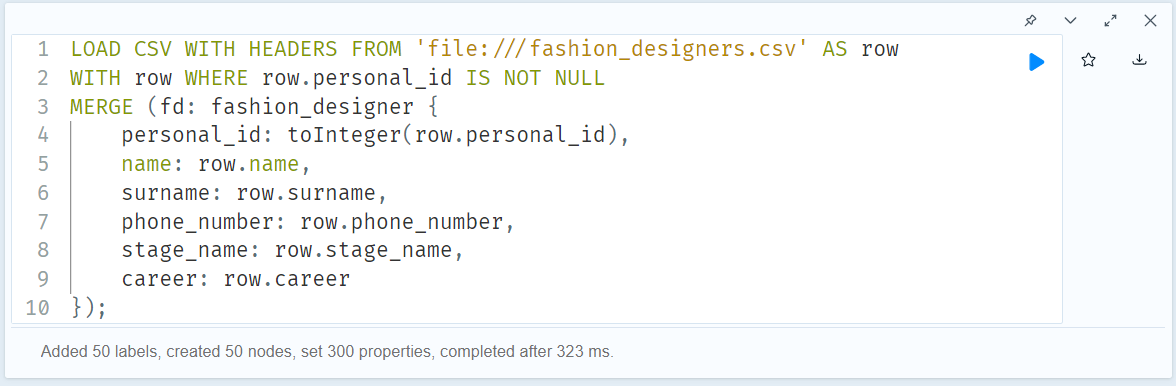 1 LOAD CSV WITH HEADERS FROM 'file:///fashion_designers.csv' AS row
2 WITH row WHERE row.personal_id IS NOT NULL
3 MERGE (fd: fashion_designer {
4     personal_id: toInteger(row.personal_id),
5     name: row.name,
6     surname: row.surname,
7     phone_number: row.phone_number,
8     stage_name: row.stage_name,
9     career: row.career
10 });
Added 50 labels, created 50 nodes, set 300 properties, completed after 323 ms.